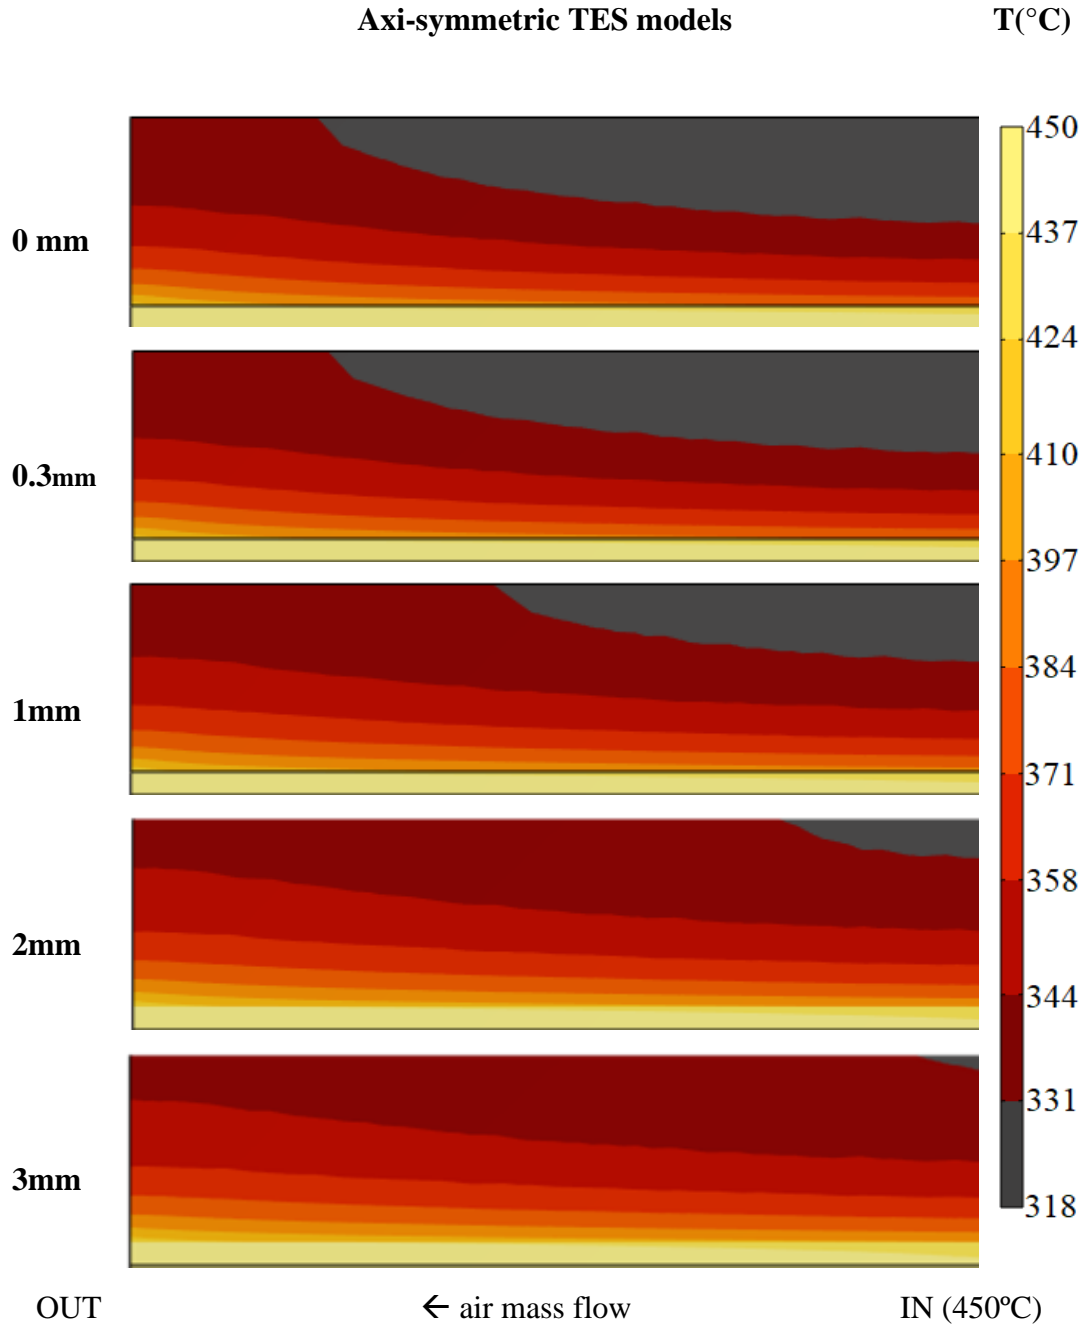 Axi-symmetric TES models T(°C)
450
437
0 mm
424
410
0.3mm
397
384
1mm
371
358
2mm
344
331
3mm
318
OUT ← air mass flow IN (450ºC)